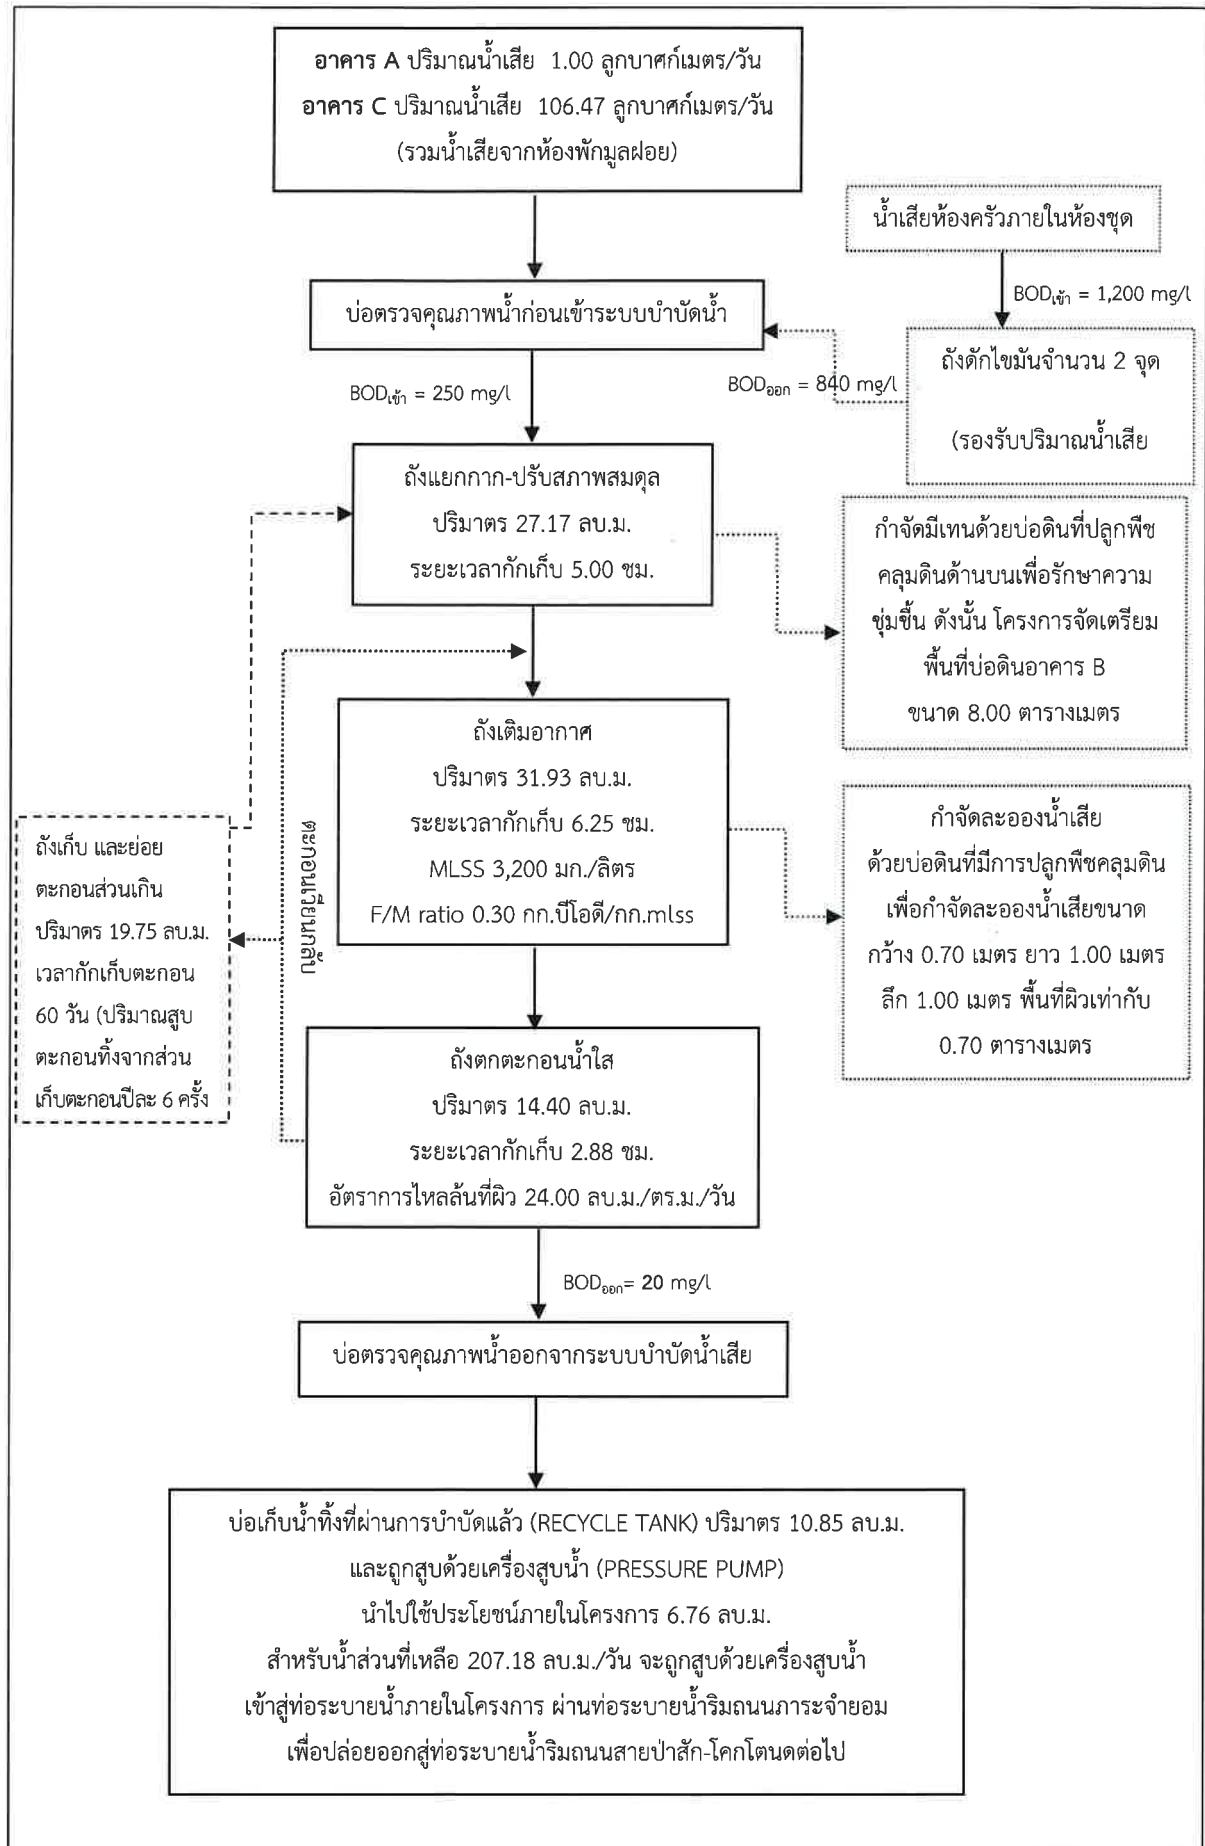 อาคาร A ปริมาณน้ำเสีย 1.00 ลูกบาศก์เมตร/วัน
อาคาร C ปริมาณน้ำเสีย 106.47 ลูกบาศก์เมตร/วัน
(รวมน้ำเสียจากห้องพักมูลฝอย)
น้ำเสียห้องครัวภายในห้องชุด
BODเข้า = 1,200 mg/l
บ่อตรวจคุณภาพน้ำก่อนเข้าระบบบำบัดน้ำ
ถังดักไขมันจำนวน 2 จุด
(รองรับปริมาณน้ำเสีย
BODออก = 840 mg/l
BODเข้า = 250 mg/l
ถังแยกกาก-ปรับสภาพสมดุล
ปริมาตร 27.17 ลบ.ม.
ระยะเวลากักเก็บ 5.00 ชม.
กำจัดมีเทนด้วยบ่อดินที่ปลูกพืช
คลุมดินด้านบนเพื่อรักษาความ
ชุ่มชื้น ดังนั้น โครงการจัดเตรียม
พื้นที่บ่อดินอาคาร B
ขนาด 8.00 ตารางเมตร
ถังเติมอากาศ
ปริมาตร 31.93 ลบ.ม.
ระยะเวลากักเก็บ 6.25 ชม.
MLSS 3,200 มก./ลิตร
F/M ratio 0.30 กก.บีโอดี/กก.mlss
กำจัดละอองน้ำเสีย
ด้วยบ่อดินที่มีการปลูกพืชคลุมดิน
เพื่อกำจัดละอองน้ำเสียขนาด
กว้าง 0.70 เมตร ยาว 1.00 เมตร
ลึก 1.00 เมตร พื้นที่ผิวเท่ากับ
0.70 ตารางเมตร
ถังเก็บ และย่อย
ตะกอนส่วนเกิน
ปริมาตร 19.75 ลบ.ม.
เวลากักเก็บตะกอน
60 วัน (ปริมาณสูบ
ตะกอนทิ้งจากส่วน
เก็บตะกอนปีละ 6 ครั้ง
ตะกอนเวียนกลับ
ถังตกตะกอนน้ำใส
ปริมาตร 14.40 ลบ.ม.
ระยะเวลากักเก็บ 2.88 ชม.
อัตราการไหลล้นที่ผิว 24.00 ลบ.ม./ตร.ม./วัน
BODออก= 20 mg/l
บ่อตรวจคุณภาพน้ำออกจากระบบบำบัดน้ำเสีย
บ่อเก็บน้ำทิ้งที่ผ่านการบำบัดแล้ว (RECYCLE TANK) ปริมาตร 10.85 ลบ.ม.
และถูกสูบด้วยเครื่องสูบน้ำ (PRESSURE PUMP)
นำไปใช้ประโยชน์ภายในโครงการ 6.76 ลบ.ม.
สำหรับน้ำส่วนที่เหลือ 207.18 ลบ.ม./วัน จะถูกสูบด้วยเครื่องสูบน้ำ
เข้าสู่ท่อระบายน้ำภายในโครงการ ผ่านท่อระบายน้ำริมถนนภาระจำยอม
เพื่อปล่อยออกสู่ท่อระบายน้ำริมถนนสายป่าสัก-โคกโตนดต่อไป